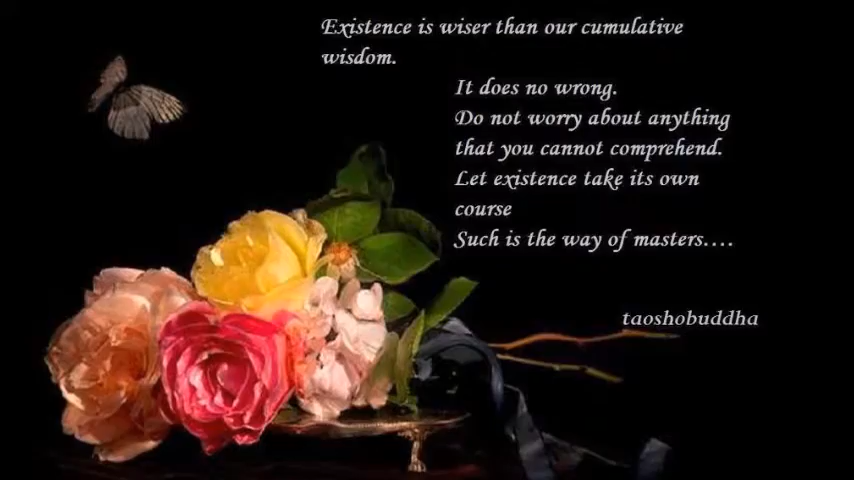 Existence is wiser than our cumulative
wisdom.
It does no wrong.
Do not worry about anything
that you cannot comprehend.
Let existence take its own
course
Such is the way of masters....
taoshobuddha